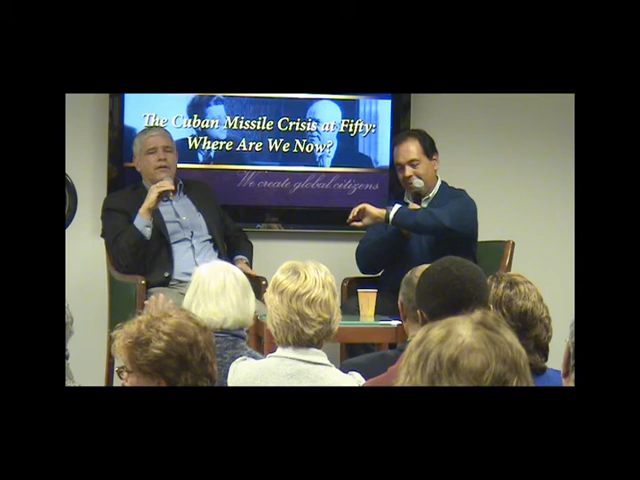 The Cuban Missile Crisis at Fifty:
Where Are We Now?
We create global citizens